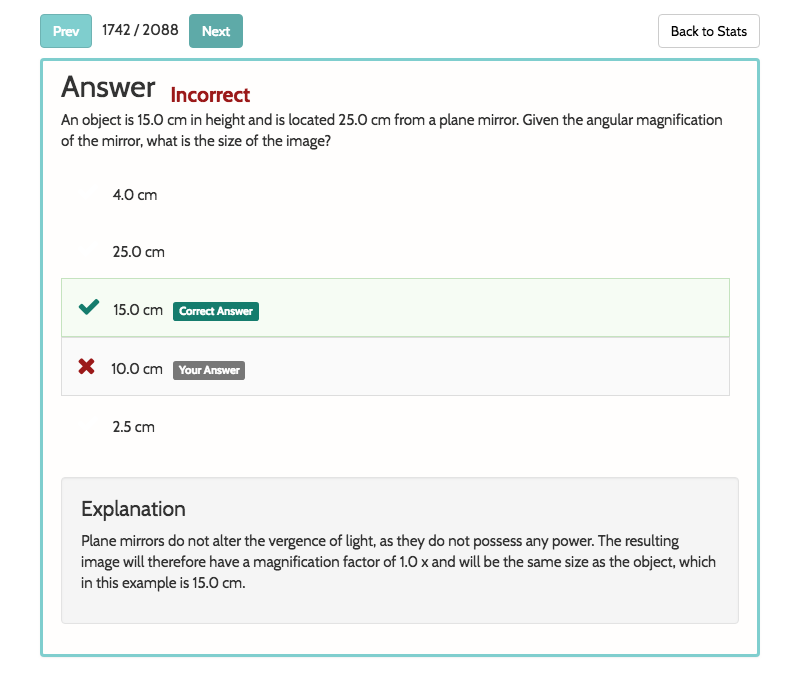 Prev 1742 / 2088 Next Back to Stats
Answer Incorrect
An object is 15.0 cm in height and is located 25.0 cm from a plane mirror. Given the angular magnification
of the mirror, what is the size of the image?
4.0 cm
25.0 cm
15.0 cm Correct Answer
10.0 cm Your Answer
2.5 cm
Explanation
Plane mirrors do not alter the vergence of light, as they do not possess any power. The resulting
image will therefore have a magnification factor of 1.0 x and will be the same size as the object, which
in this example is 15.0 cm.